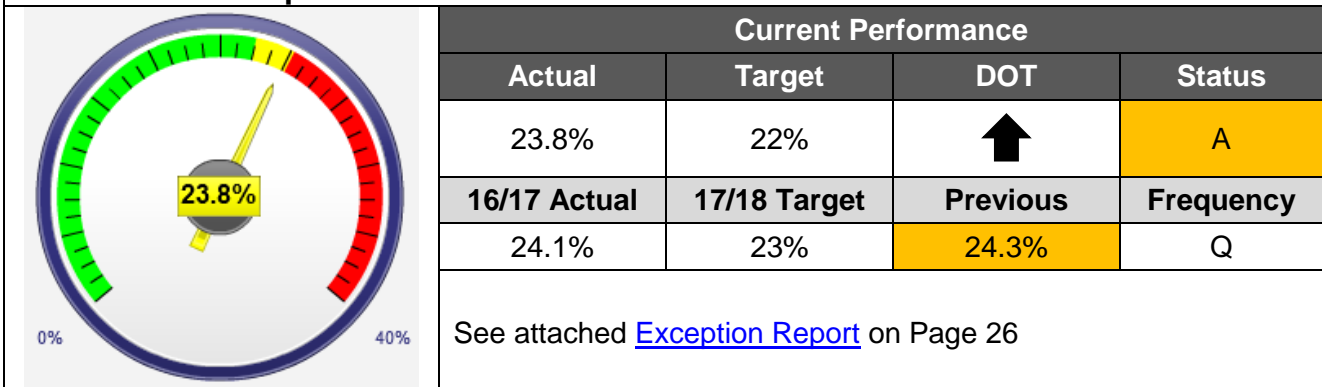 23.8%
0%
40%
Current Performance
Actual Target DOT Status
23.8% 22% A
16/17 Actual 17/18 Target Previous Frequency
24.1% 23% 24.3% Q
See attached Exception Report on Page 26